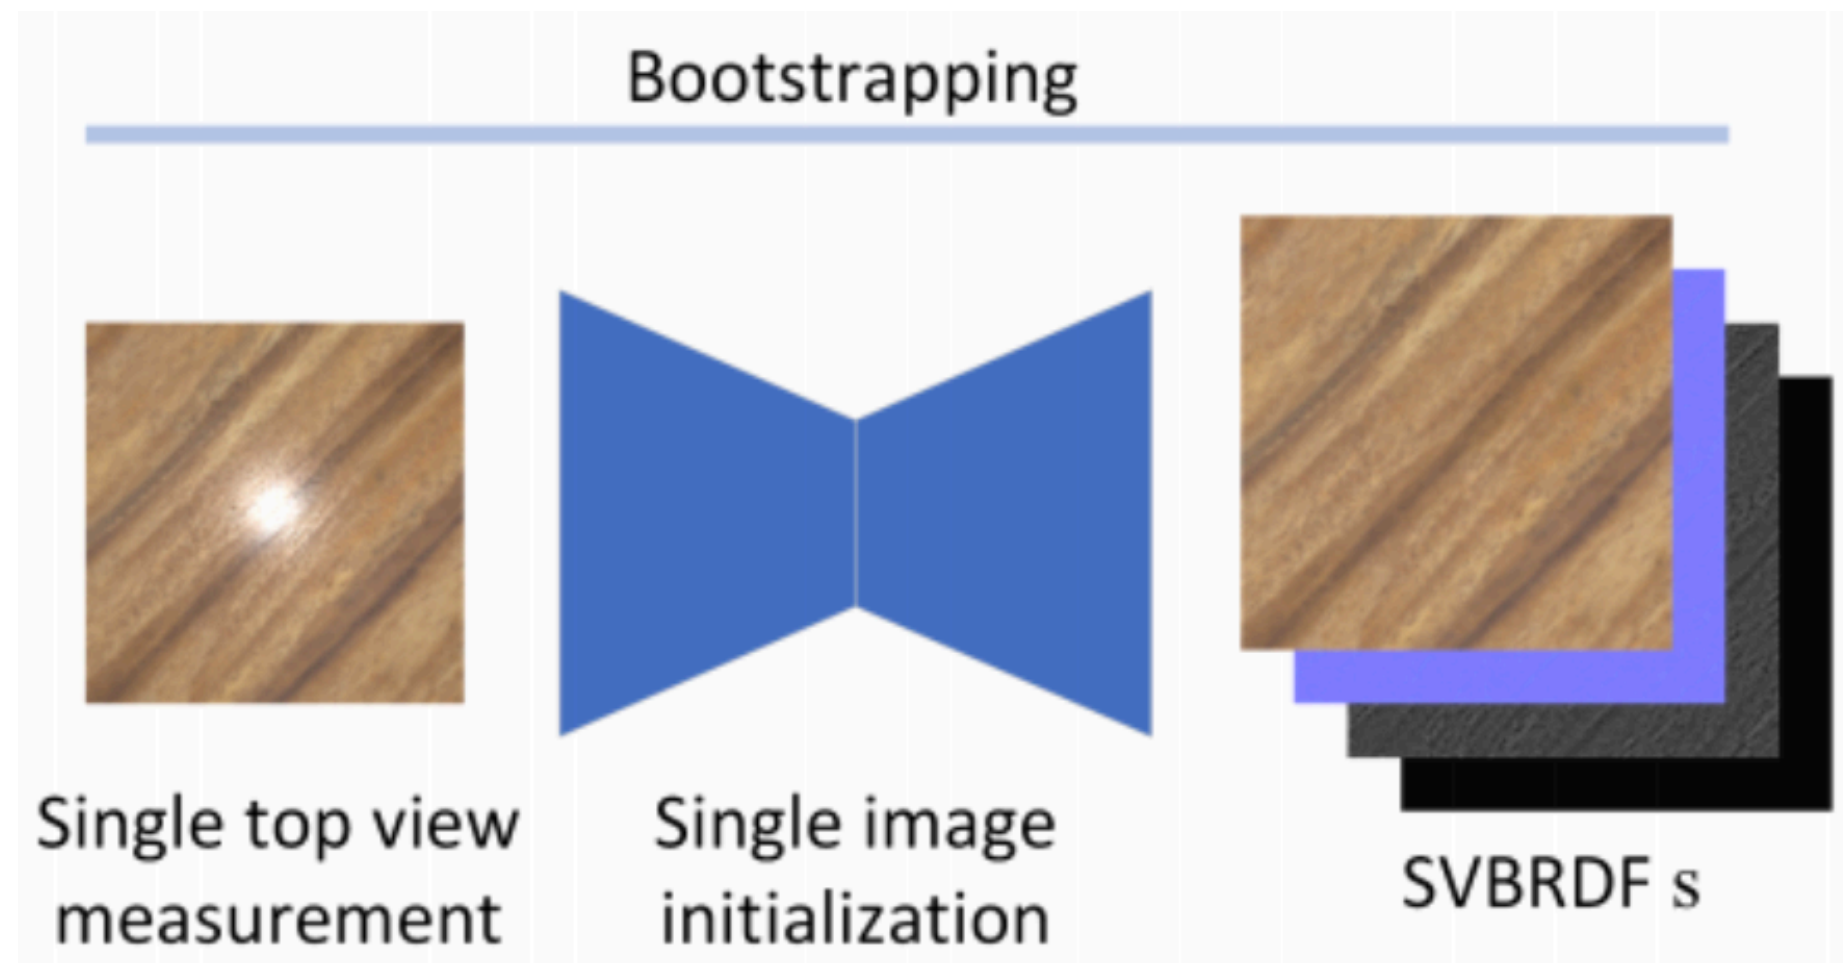 Bootstrapping
Single top view
measurement
Single image
initialization
SVBRDF s